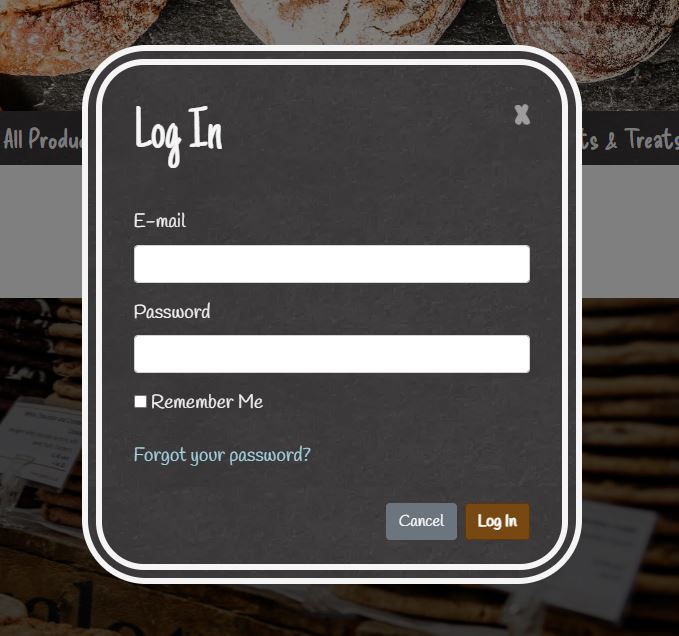 Log In
x
All Produc
ts & Treats
E-mail
Password
Remember Me
Forgot your password?
Cancel
Log In